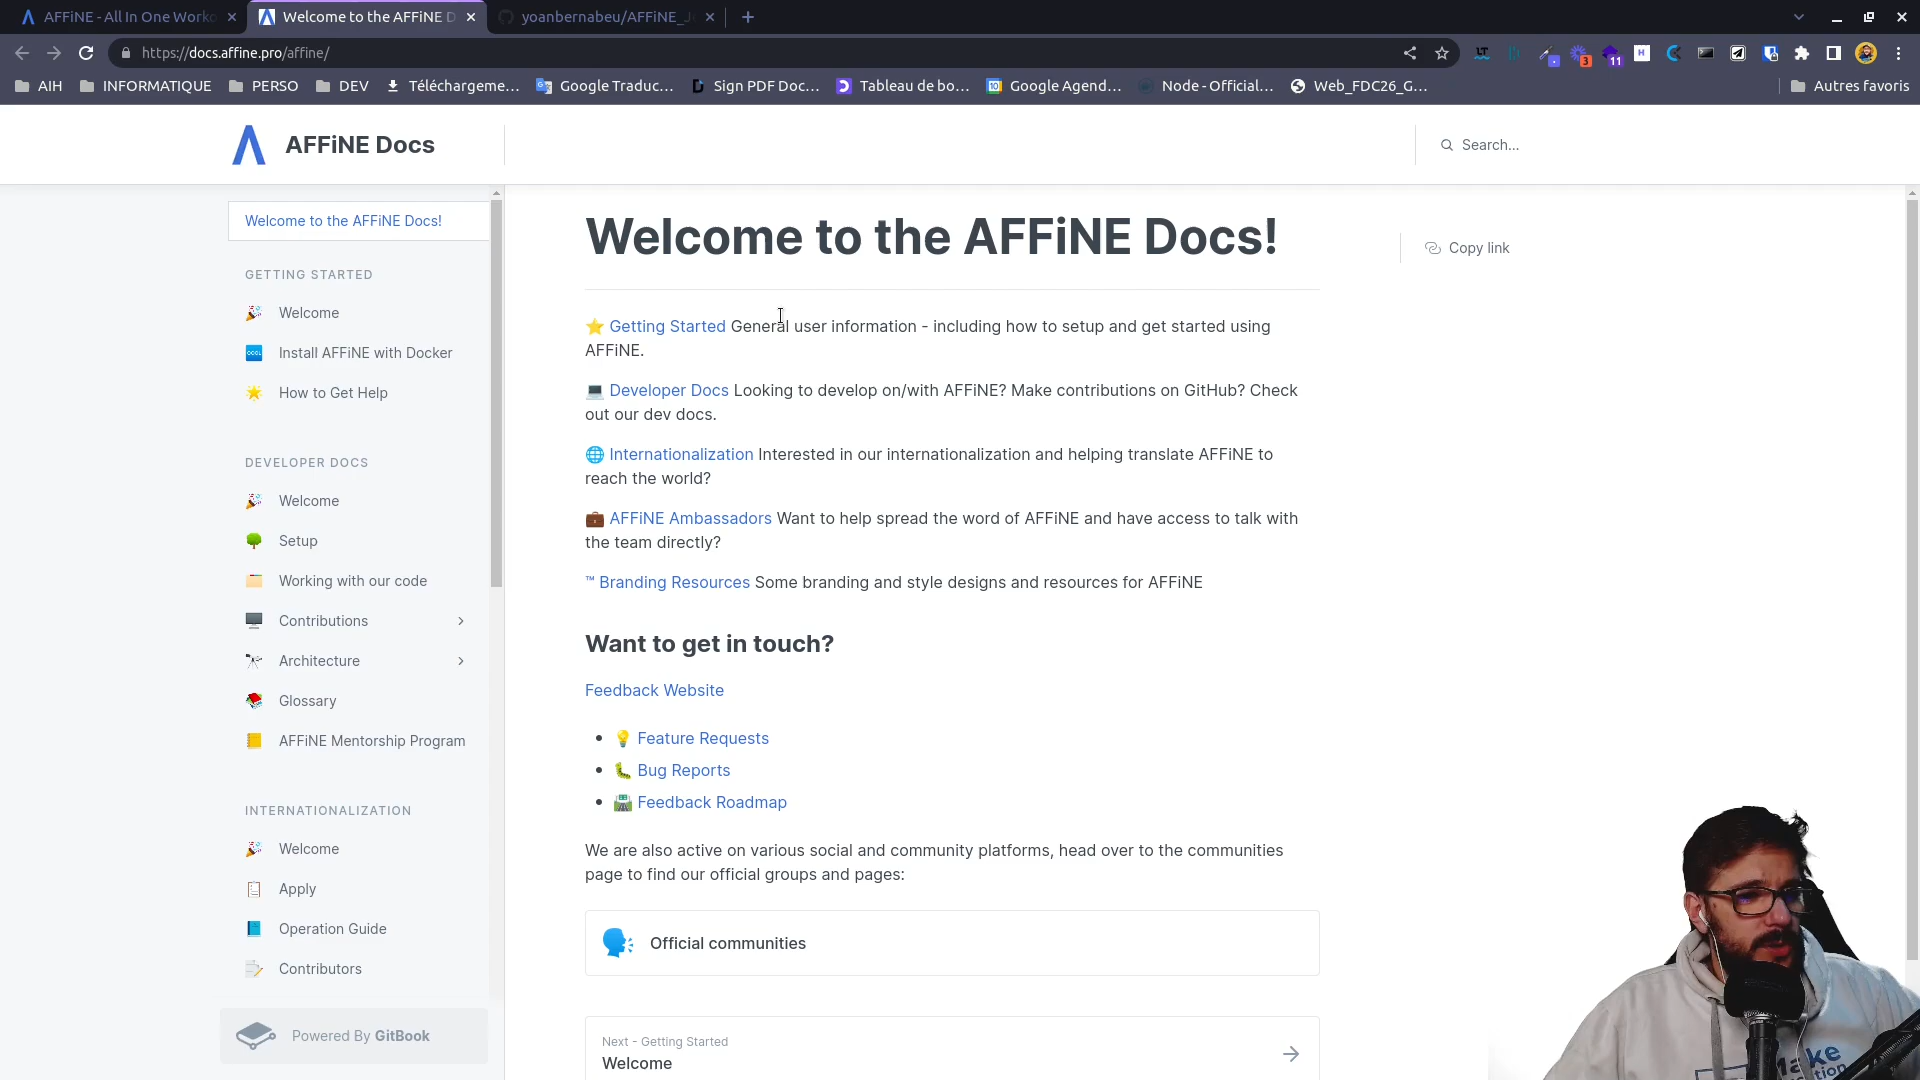 AFFiNE - All In One Worko
Welcome to the AFFiNE D
yoanbernabeu/AFFiNE_J
https://docs.affine.pro/affine/
AIH
INFORMATIQUE
PERSO
DEV
Téléchargeme...
Google Traduc...
Sign PDF Doc...
Tableau de bo...
Google Agend...
Node - Official...
Web_FDC26_G...
Autres favoris
AFFiNE Docs
Search...
Welcome to the AFFiNE Docs!
GETTING STARTED
Welcome
Install AFFiNE with Docker
How to Get Help
DEVELOPER DOCS
Welcome
Setup
Working with our code
Contributions
Architecture
Glossary
AFFiNE Mentorship Program
INTERNATIONALIZATION
Welcome
Apply
Operation Guide
Contributors
Powered By GitBook
Welcome to the AFFiNE Docs!
Copy link
⭐ Getting Started General user information - including how to setup and get started using
AFFiNE.
💻 Developer Docs Looking to develop on/with AFFiNE? Make contributions on GitHub? Check
out our dev docs.
🌐 Internationalization Interested in our internationalization and helping translate AFFiNE to
reach the world?
💼 AFFiNE Ambassadors Want to help spread the word of AFFiNE and have access to talk with
the team directly?
™ Branding Resources Some branding and style designs and resources for AFFiNE
Want to get in touch?
Feedback Website
• 💡 Feature Requests
• 🐛 Bug Reports
• 🛣️ Feedback Roadmap
We are also active on various social and community platforms, head over to the communities
page to find our official groups and pages:
Official communities
Next - Getting Started
Welcome